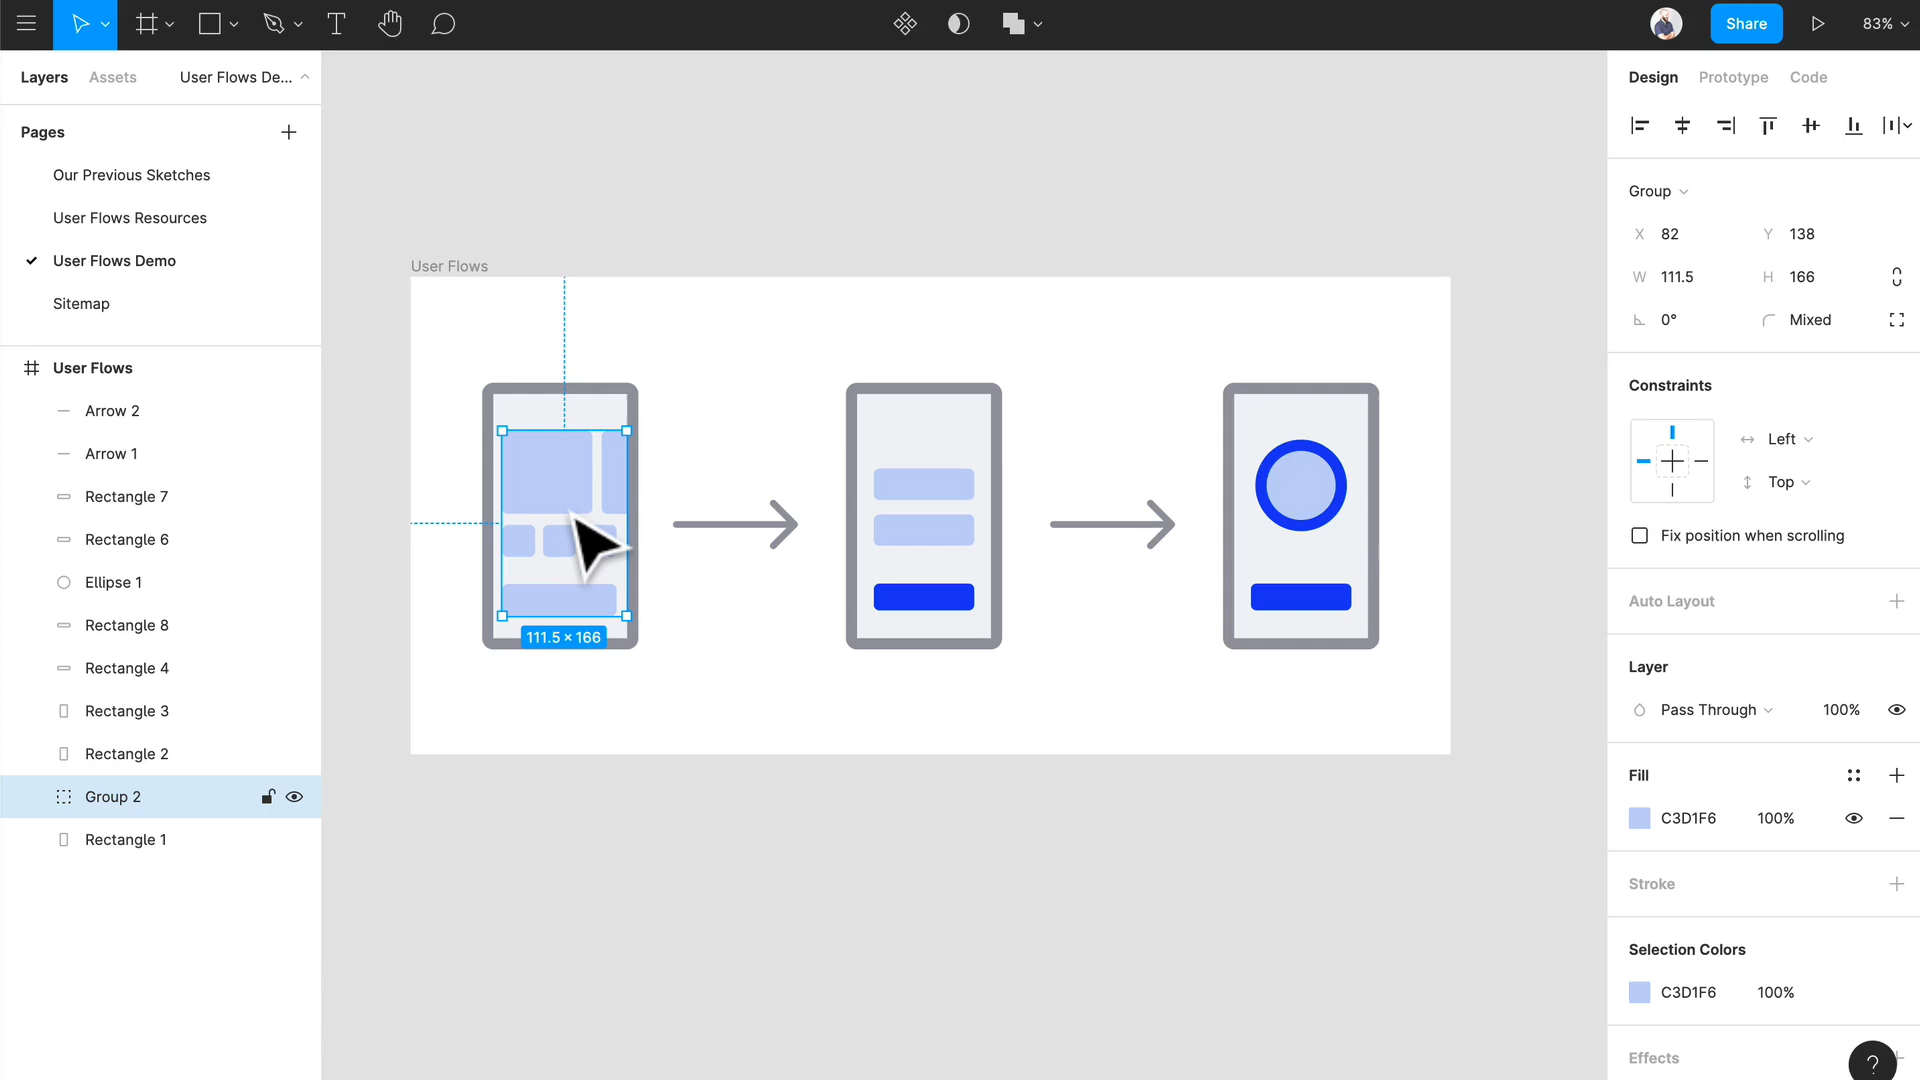 Share
83%
Layers
Assets
User Flows De...
Pages
Our Previous Sketches
User Flows Resources
User Flows Demo
Sitemap
User Flows
Arrow 2
Arrow 1
Rectangle 7
Rectangle 6
Ellipse 1
Rectangle 8
Rectangle 4
Rectangle 3
Rectangle 2
Group 2
Rectangle 1
User Flows
111.5 × 166
Design
Prototype
Code
Group
X 82
Y 138
W 111.5
H 166
0°
Mixed
Constraints
Left
Top
Fix position when scrolling
Auto Layout
Layer
Pass Through
100%
Fill
C3D1F6
100%
Stroke
Selection Colors
C3D1F6
100%
Effects
?